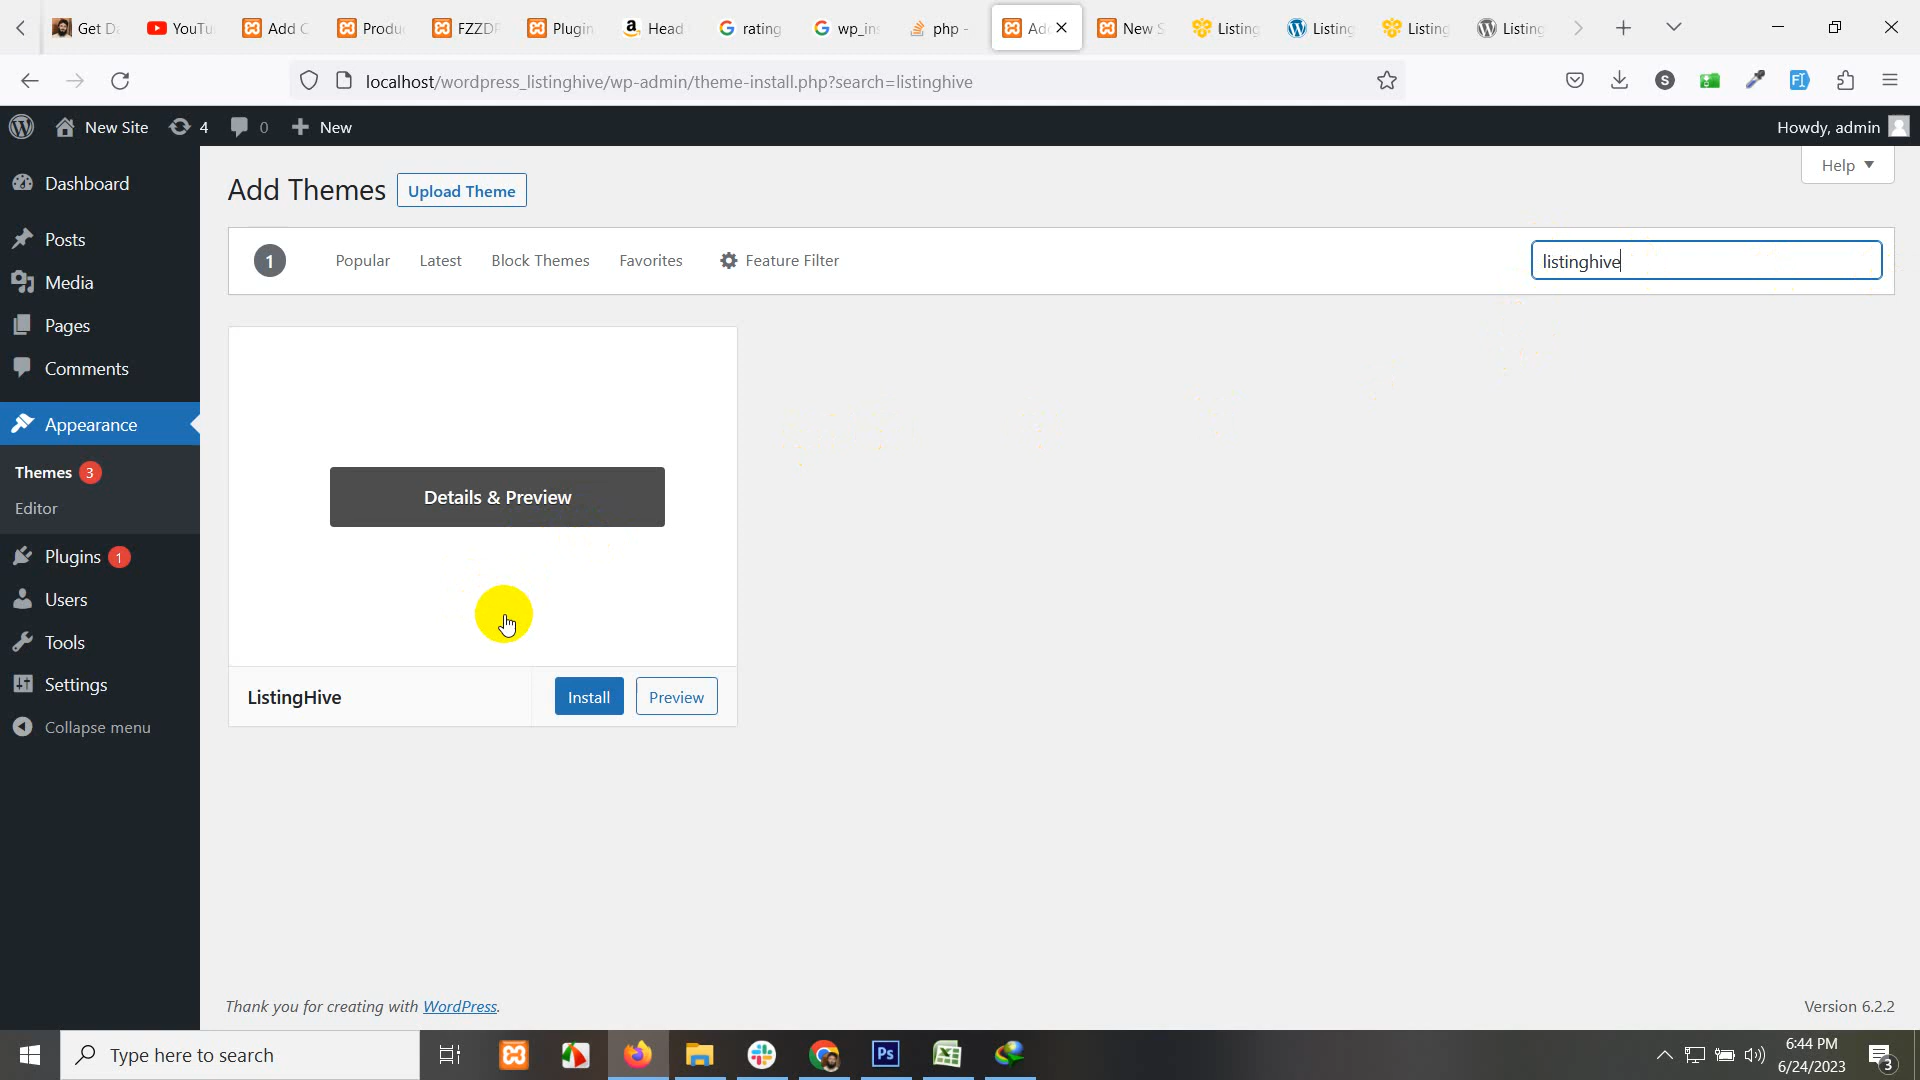 Get D
YouTu
Add C
Produ
FZZDF
Plugin
Head
rating
wp_in
php -
Ad
New S
Listing
Listing
Listing
Listing
localhost/wordpress_listinghive/wp-admin/theme-install.php?search=listinghive
New Site
4
0
New
Howdy, admin
Dashboard
Posts
Media
Pages
Comments
Appearance
Themes 3
Editor
Plugins 1
Users
Tools
Settings
Collapse menu
Help
Add Themes
Upload Theme
1
Popular
Latest
Block Themes
Favorites
Feature Filter
listinghive
Details & Preview
ListingHive
Install
Preview
Thank you for creating with WordPress.
Version 6.2.2
Type here to search
Ps
6:44 PM
6/24/2023
3